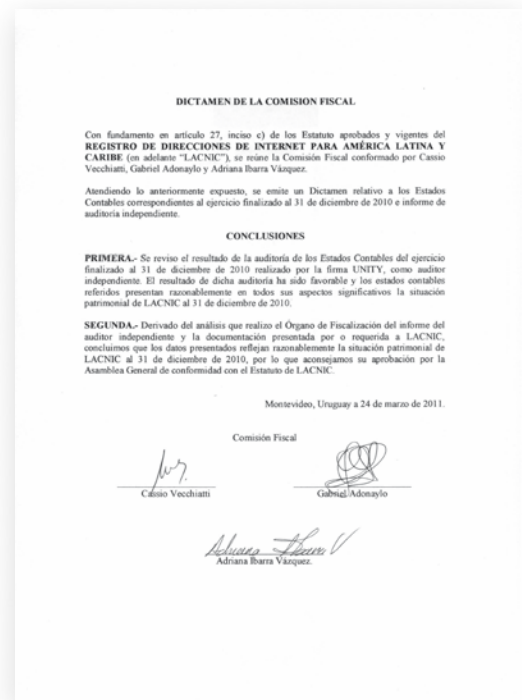 DICTAMEN DE LA COMISION FISCAL
Con fundamento en artículo 27, inciso c) de los Estatuto aprobados y vigentes del
REGISTRO DE DIRECCIONES DE INTERNET PARA AMÉRICA LATINA Y
CARIBE (en adelante “LACNIC”), se reúne la Comisión Fiscal conformado por Cassio
Vecchiatti, Gabriel Adonaylo y Adriana Ibarra Vázquez.
Atendiendo lo anteriormente expuesto, se emite un Dictamen relativo a los Estados
Contables correspondientes al ejercicio finalizado al 31 de diciembre de 2010 e informe de
auditoría independiente.
CONCLUSIONES
PRIMERA.- Se reviso el resultado de la auditoría de los Estados Contables del ejercicio
finalizado al 31 de diciembre de 2010 realizado por la firma UNITY, como auditor
independiente. El resultado de dicha auditoría ha sido favorable y los estados contables
referidos presentan razonablemente en todos sus aspectos significativos la situación
patrimonial de LACNIC al 31 de diciembre de 2010.
SEGUNDA.- Derivado del análisis que realizo el Órgano de Fiscalización del informe del
auditor independiente y la documentación presentada por o requerida a LACNIC,
concluimos que los datos presentados reflejan razonablemente la situación patrimonial de
LACNIC al 31 de diciembre de 2010, por lo que aconsejamos su aprobación por la
Asamblea General de conformidad con el Estatuto de LACNIC.
Montevideo, Uruguay a 24 de marzo de 2011.
Comisión Fiscal
Cassio Vecchiatti
Gabriel Adonaylo
Adriana Ibarra V
Adriana Ibarra Vázquez.